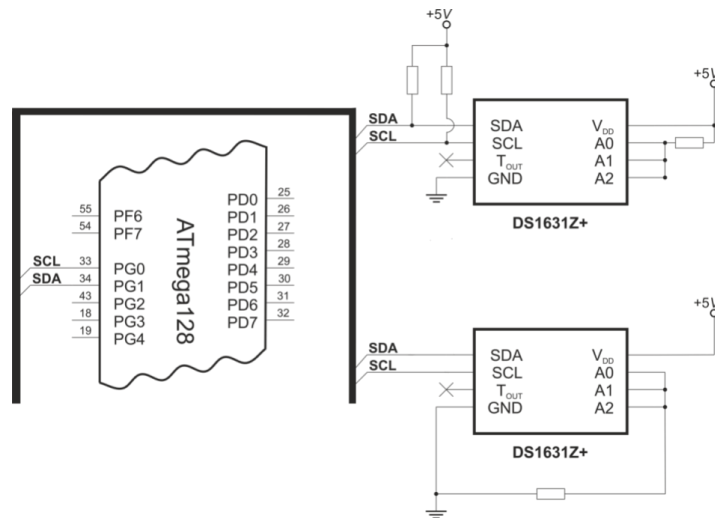 +5V
+5V
SDA
SCL
SDA VDD
SCL A0
TOUT A1
GND A2
DS1631Z+
55 PF6
54 PF7
SCL 33 PG0
SDA 34 PG1
43 PG2
18 PG3
19 PG4
ATmega128
PD0 25
PD1 26
PD2 27
PD3 28
PD4 29
PD5 30
PD6 31
PD7 32
+5V
SDA
SCL
SDA VDD
SCL A0
TOUT A1
GND A2
DS1631Z+